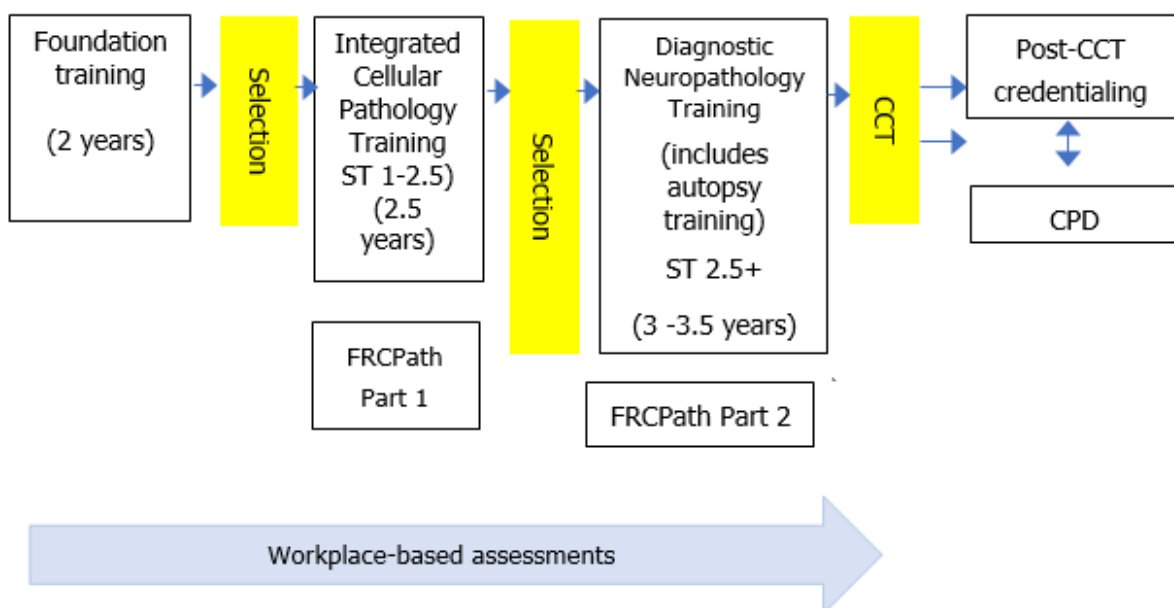 Foundation
training
(2 years)
Selection
Integrated
Cellular
Pathology
Training
ST 1-2.5)
(2.5
years)
FRCPath
Part 1
Selection
Diagnostic
Neuropathology
Training
(includes
autopsy
training)
ST 2.5+
(3 -3.5 years)
FRCPath Part 2
CCT
Post-CCT
credentialing
CPD
Workplace-based assessments